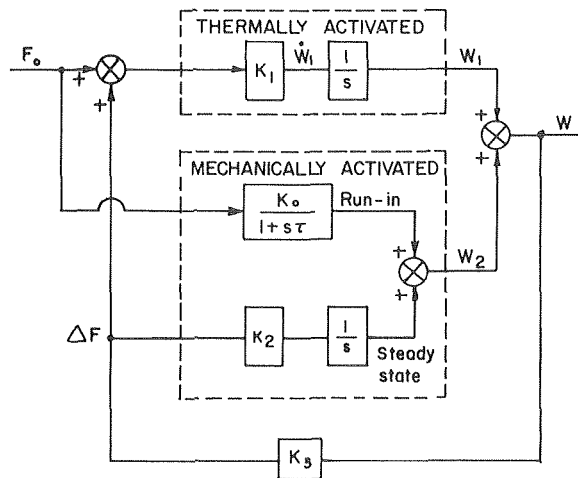 THERMALLY ACTIVATED
F₀
+
+
K₁
Ẇ₁
1/s
W₁
+
+
W
MECHANICALLY ACTIVATED
K₀/(1+sτ)
Run-in
+
+
W₂
ΔF
K₂
1/s
Steady
state
K₃